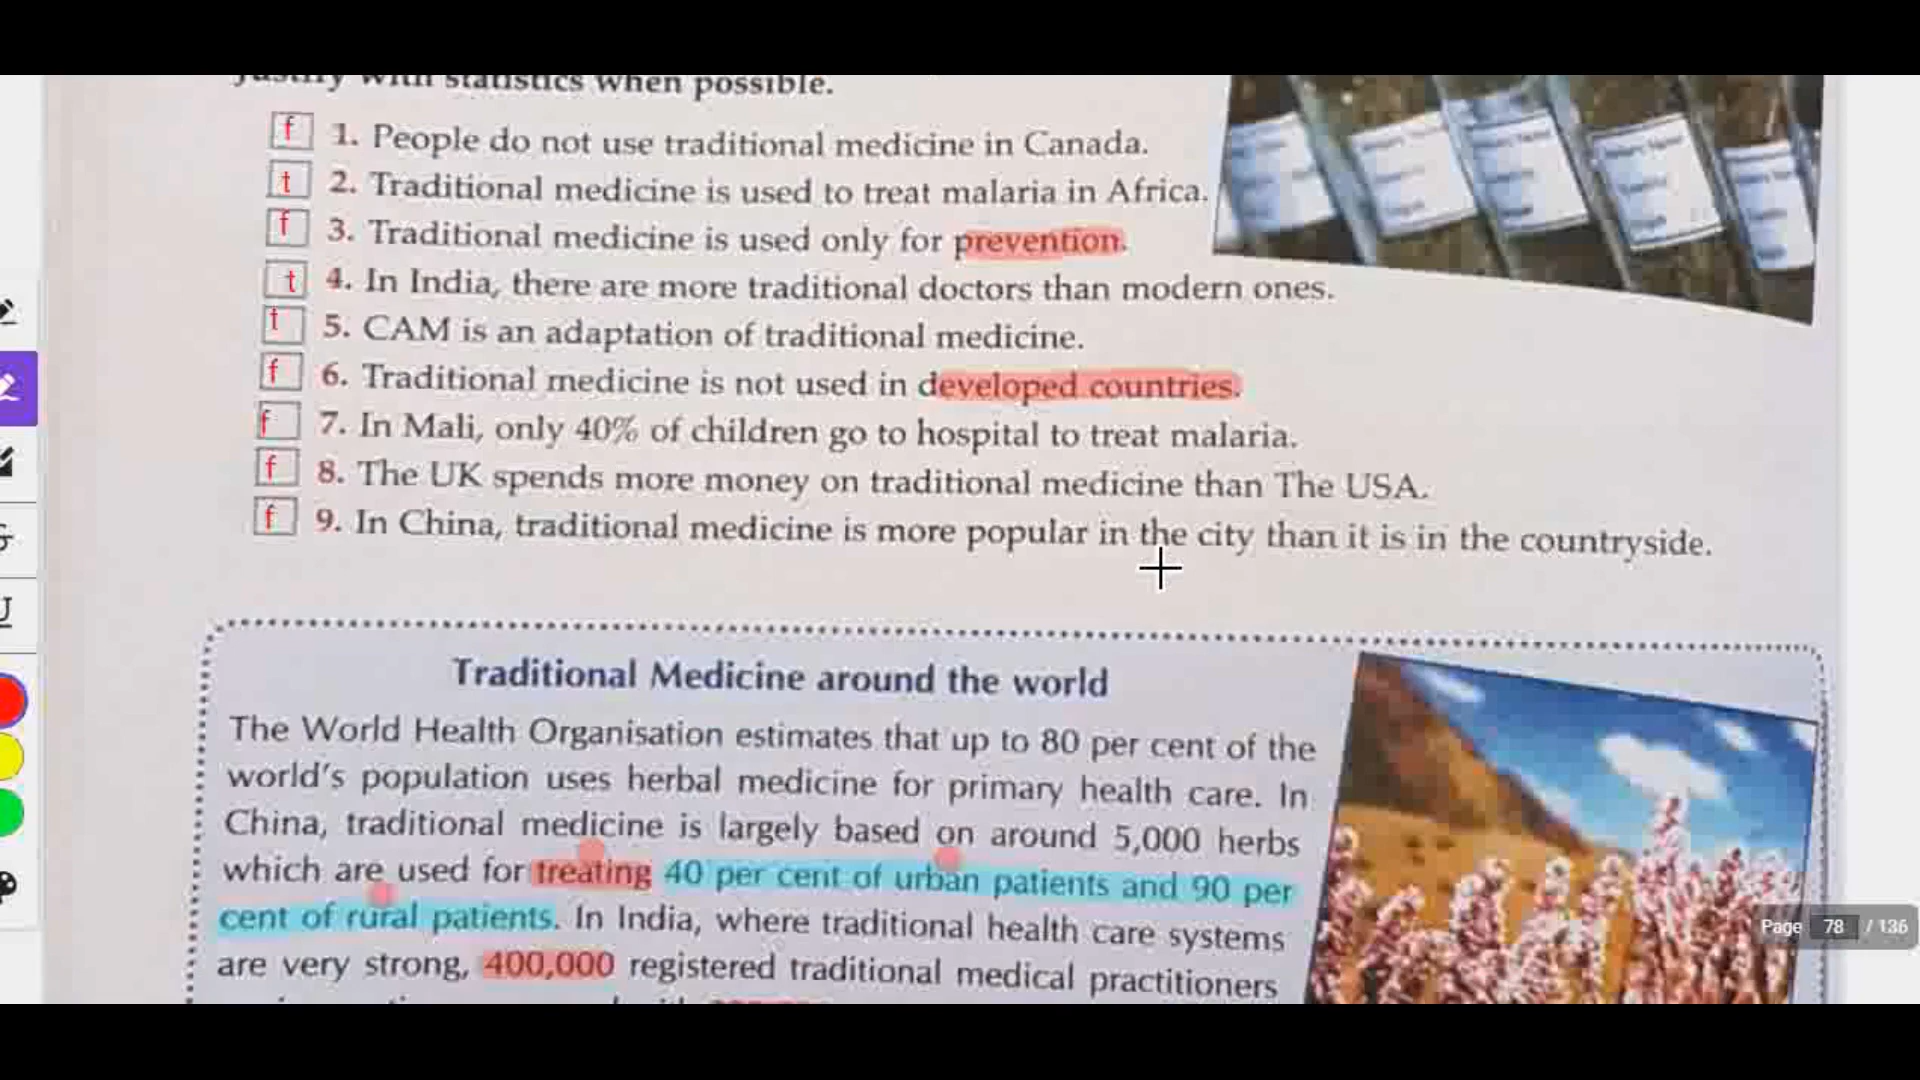 Justify with statistics when possible.
f 1. People do not use traditional medicine in Canada.
t 2. Traditional medicine is used to treat malaria in Africa.
f 3. Traditional medicine is used only for prevention.
t 4. In India, there are more traditional doctors than modern ones.
t 5. CAM is an adaptation of traditional medicine.
f 6. Traditional medicine is not used in developed countries.
f 7. In Mali, only 40% of children go to hospital to treat malaria.
f 8. The UK spends more money on traditional medicine than The USA.
f 9. In China, traditional medicine is more popular in the city than it is in the countryside.
Traditional Medicine around the world
The World Health Organisation estimates that up to 80 per cent of the
world's population uses herbal medicine for primary health care. In
China, traditional medicine is largely based on around 5,000 herbs
which are used for treating 40 per cent of urban patients and 90 per
cent of rural patients. In India, where traditional health care systems
are very strong, 400,000 registered traditional medical practitioners
Page 78 / 136